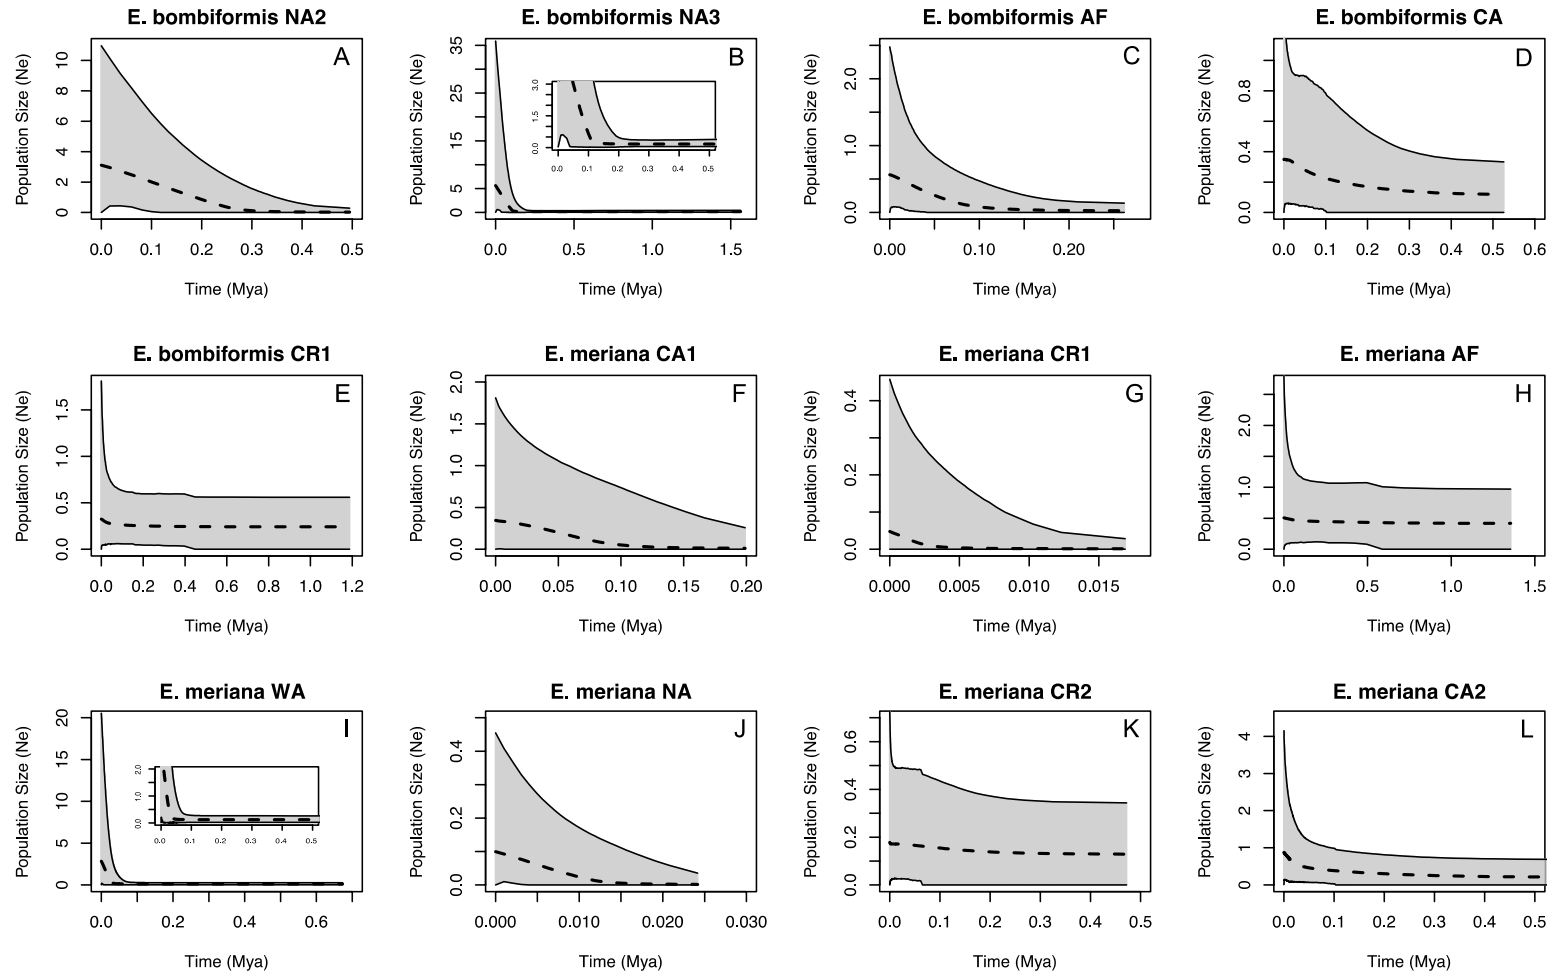 E. bombiformis NA2
A
Population Size (Ne)
10
8
6
4
2
0
0.0 0.1 0.2 0.3 0.4 0.5
Time (Mya)
E. bombiformis NA3
B
Population Size (Ne)
35
25
15
5
0
0.0 0.5 1.0 1.5
3.0
1.5
0.0
0.0 0.1 0.2 0.3 0.4 0.5
Time (Mya)
E. bombiformis AF
C
Population Size (Ne)
2.0
1.0
0.0
0.00 0.10 0.20
Time (Mya)
E. bombiformis CA
D
Population Size (Ne)
0.8
0.4
0.0
0.0 0.1 0.2 0.3 0.4 0.5 0.6
Time (Mya)
E. bombiformis CR1
E
Population Size (Ne)
1.5
1.0
0.5
0.0
0.0 0.2 0.4 0.6 0.8 1.0 1.2
Time (Mya)
E. meriana CA1
F
Population Size (Ne)
2.0
1.5
1.0
0.5
0.0
0.00 0.05 0.10 0.15 0.20
Time (Mya)
E. meriana CR1
G
Population Size (Ne)
0.4
0.2
0.0
0.000 0.005 0.010 0.015
Time (Mya)
E. meriana AF
H
Population Size (Ne)
2.0
1.0
0.0
0.0 0.5 1.0 1.5
Time (Mya)
E. meriana WA
I
Population Size (Ne)
20
15
10
5
0
0.0 0.2 0.4 0.6
2.0
1.0
0.0
0.0 0.1 0.2 0.3 0.4 0.5
Time (Mya)
E. meriana NA
J
Population Size (Ne)
0.4
0.2
0.0
0.000 0.010 0.020 0.030
Time (Mya)
E. meriana CR2
K
Population Size (Ne)
0.6
0.4
0.2
0.0
0.0 0.1 0.2 0.3 0.4 0.5
Time (Mya)
E. meriana CA2
L
Population Size (Ne)
4
3
2
1
0
0.0 0.1 0.2 0.3 0.4 0.5
Time (Mya)